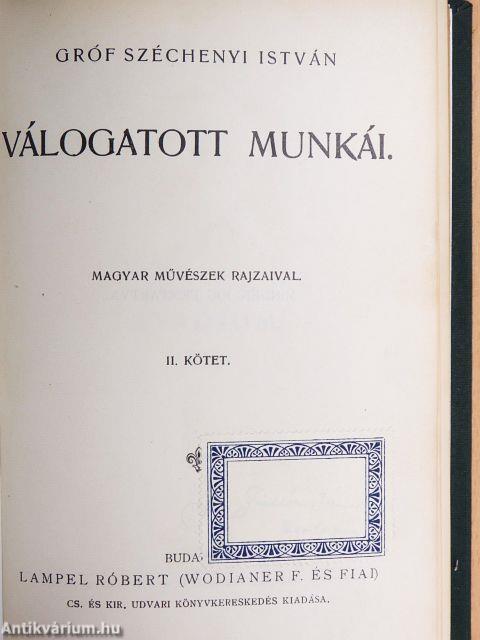 GRÓF SZÉCHENYI ISTVÁN
VÁLOGATOTT MUNKÁI.
MAGYAR MŰVÉSZEK RAJZAIVAL.
II. KÖTET.
BUDA
LAMPEL RÓBERT (WODIANER F. ÉS FIAI)
CS. ÉS KIR. UDVARI KÖNYVKERESKEDÉS KIADÁSA.
Antikvárium.hu